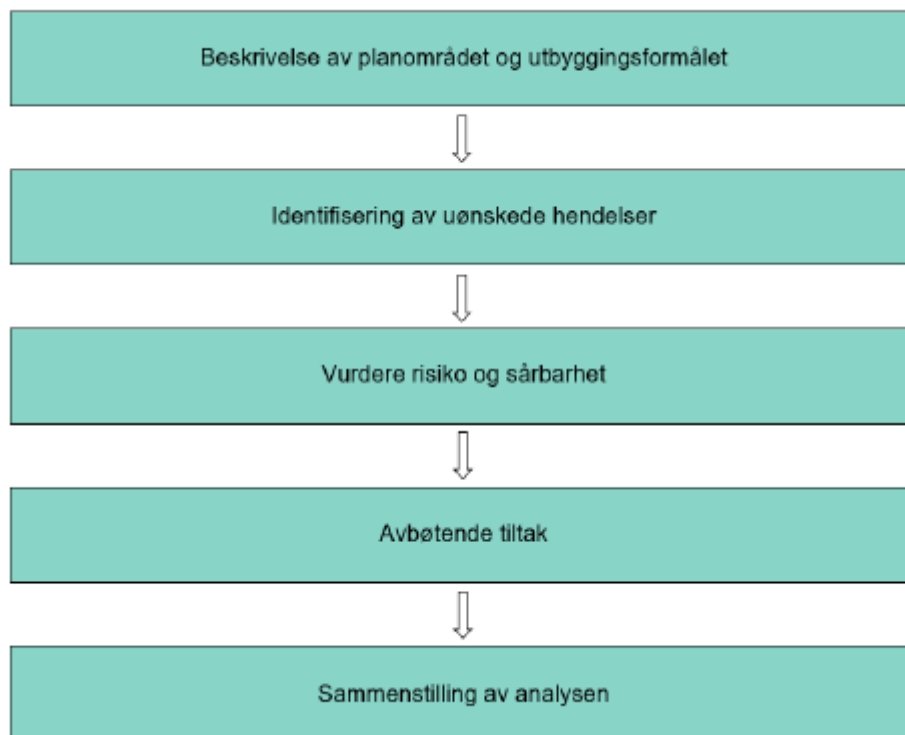 Beskrivelse av planområdet og utbyggingsformålet
Identifisering av uønskede hendelser
Vurdere risiko og sårbarhet
Avbøtende tiltak
Sammenstilling av analysen